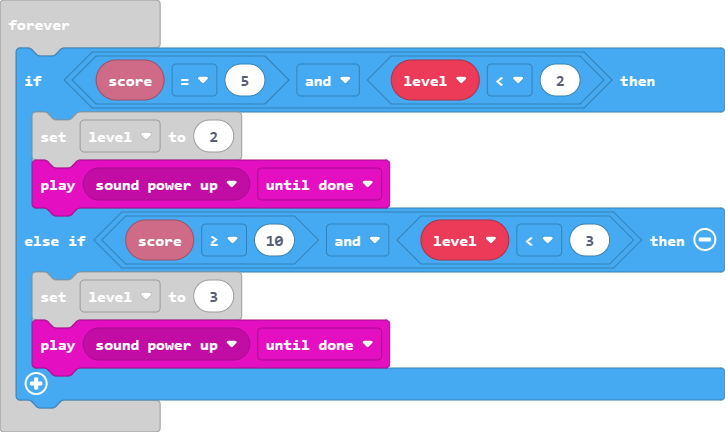 forever
if score = 5 and level < 2 then
set level to 2
play sound power up until done
else if score ≥ 10 and level < 3 then
set level to 3
play sound power up until done